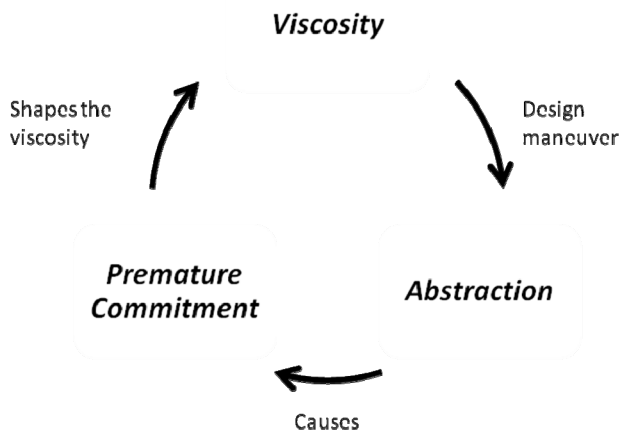 Viscosity
Shapes the
viscosity
Design
maneuver
Premature
Commitment
Abstraction
Causes